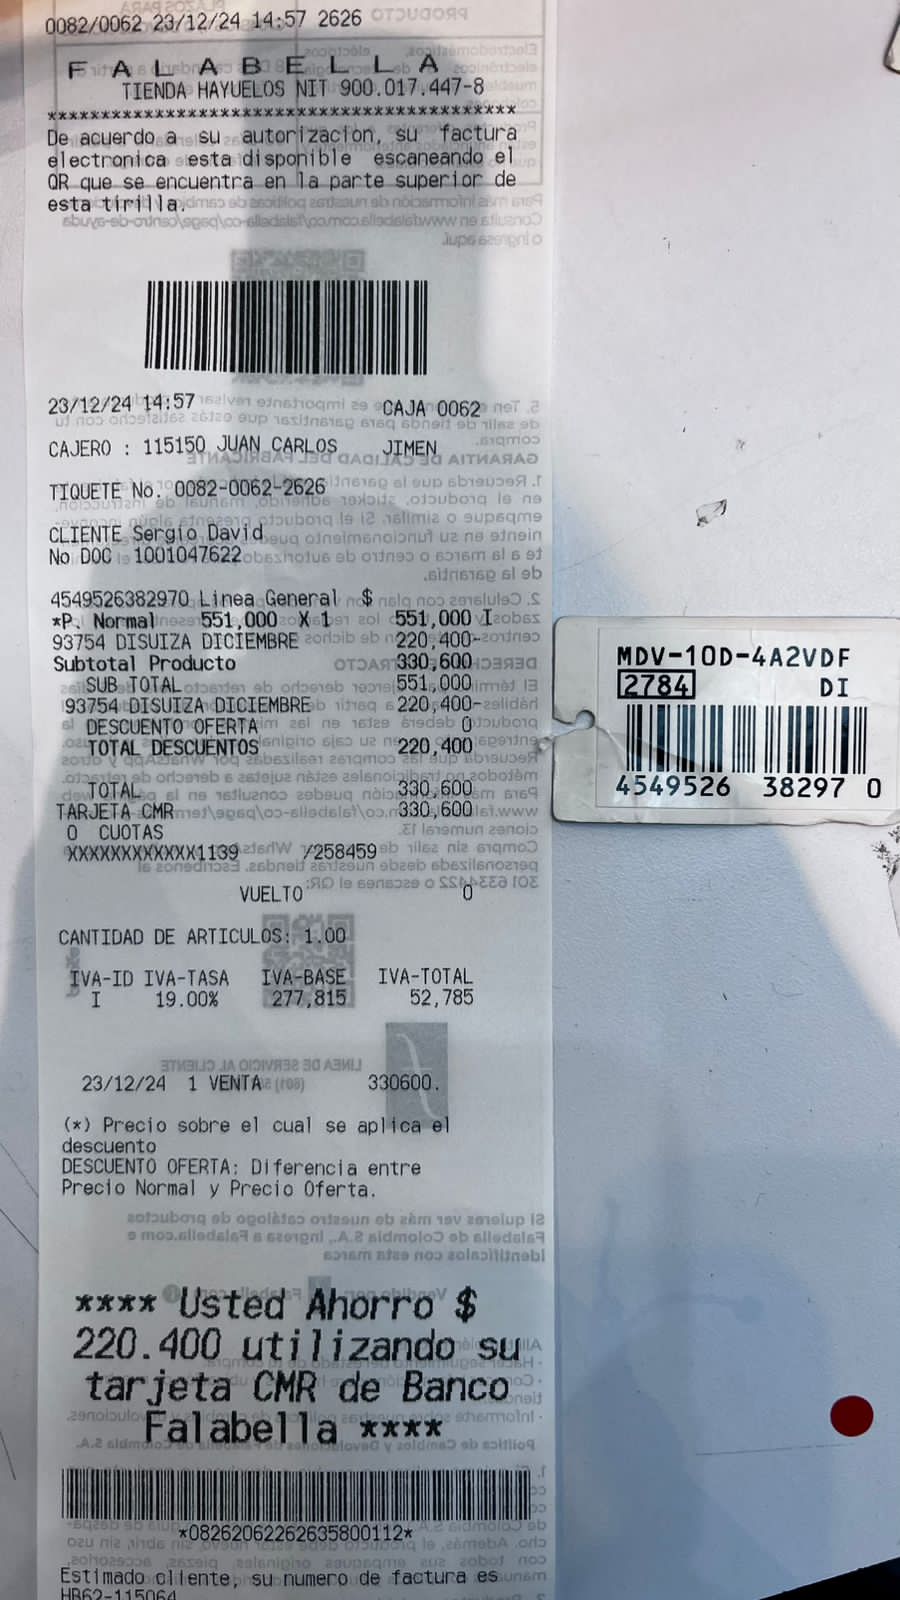 0082/0062 23/12/24 14:57 2626
F A L A B E L L A
TIENDA HAYUELOS NIT 900.017.447-8
********************************************
De acuerdo a su autorizacion, su factura
electronica esta disponible escaneando el
QR que se encuentra en la parte superior de
esta tirilla.
23/12/24 14:57 CAJA 0062
CAJERO : 115150 JUAN CARLOS JIMEN
TIQUETE No. 0082-0062-2626
CLIENTE Sergio David
No DOC 1001047622
4549526382970 Linea General $
*P. Normal 551,000 X 1 551,000 I
93754 DISUIZA DICIEMBRE 220,400-
Subtotal Producto 330,600
SUB TOTAL 551,000
93754 DISUIZA DICIEMBRE 220,400-
DESCUENTO OFERTA 0
TOTAL DESCUENTOS 220,400
TOTAL 330,600
TARJETA CMR 330,600
0 CUOTAS
XXXXXXXXXXXX1139 /258459
VUELTO 0
CANTIDAD DE ARTICULOS: 1.00
IVA-ID IVA-TASA IVA-BASE IVA-TOTAL
I 19.00% 277,815 52,785
23/12/24 1 VENTA 330600.
(*) Precio sobre el cual se aplica el
descuento
DESCUENTO OFERTA: Diferencia entre
Precio Normal y Precio Oferta.
**** Usted Ahorro $
220.400 utilizando su
tarjeta CMR de Banco
Falabella ****
*08262062262635800112*
Estimado cliente, su numero de factura es
HB62-115064
MDV-10D-4A2VDF
2784 DI
4549526 38297 0